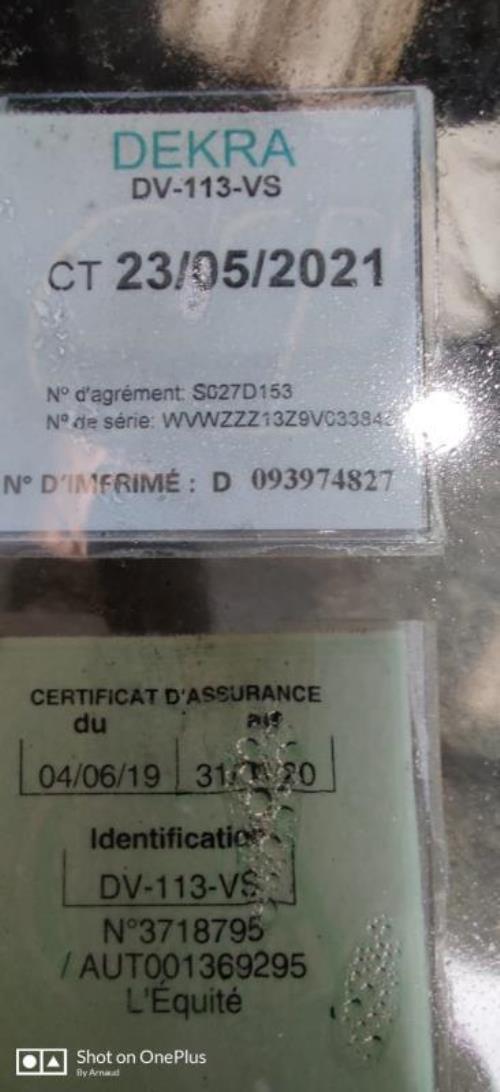 DEKRA
DV-113-VS
CT 23/05/2021
N° d'agrément: S027D153
N° de série:
N° D'IMPRIMÉ : D 093974827
CERTIFICAT D'ASSURANCE
du au
04/06/19
Identification
DV-113-VS
N°3718795
/ AUT001369295
L'Équité
Shot on OnePlus
By Arnaud